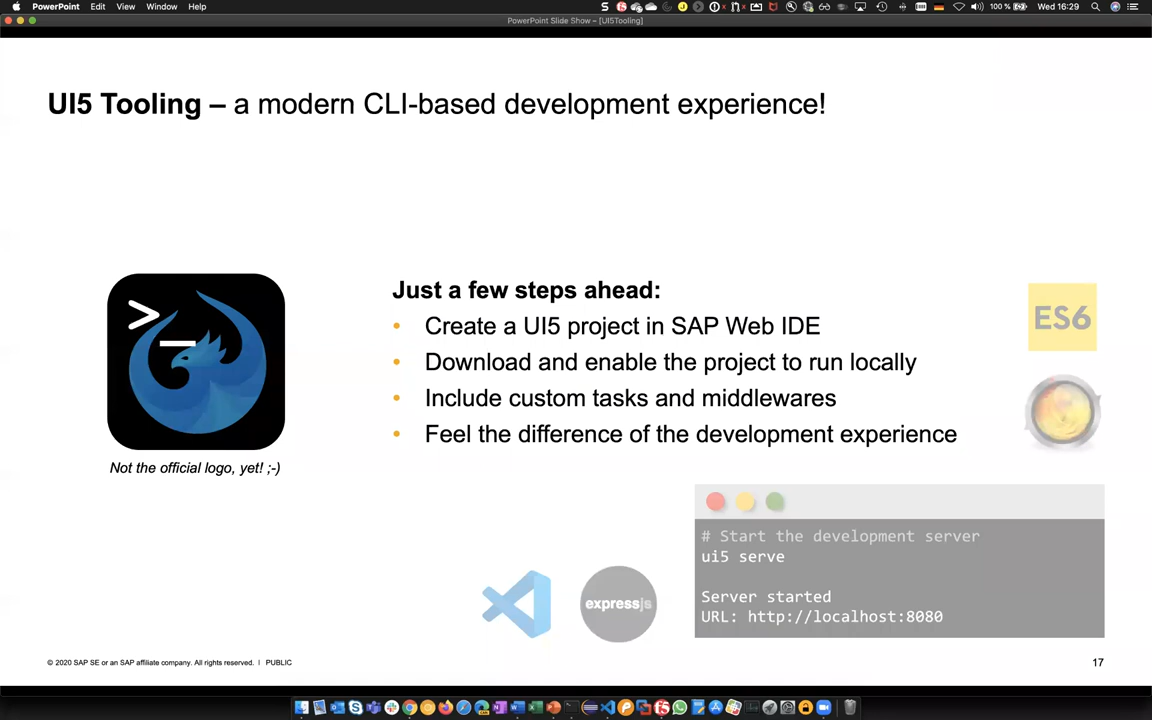 PowerPoint Edit View Window Help
100 % Wed 16:29
PowerPoint Slide Show – [UI5Tooling]
UI5 Tooling – a modern CLI-based development experience!
>_
Not the official logo, yet! ;-)
Just a few steps ahead:
• Create a UI5 project in SAP Web IDE
• Download and enable the project to run locally
• Include custom tasks and middlewares
• Feel the difference of the development experience
ES6
expressjs
# Start the development server
ui5 serve
Server started
URL: http://localhost:8080
© 2020 SAP SE or an SAP affiliate company. All rights reserved. I PUBLIC
17